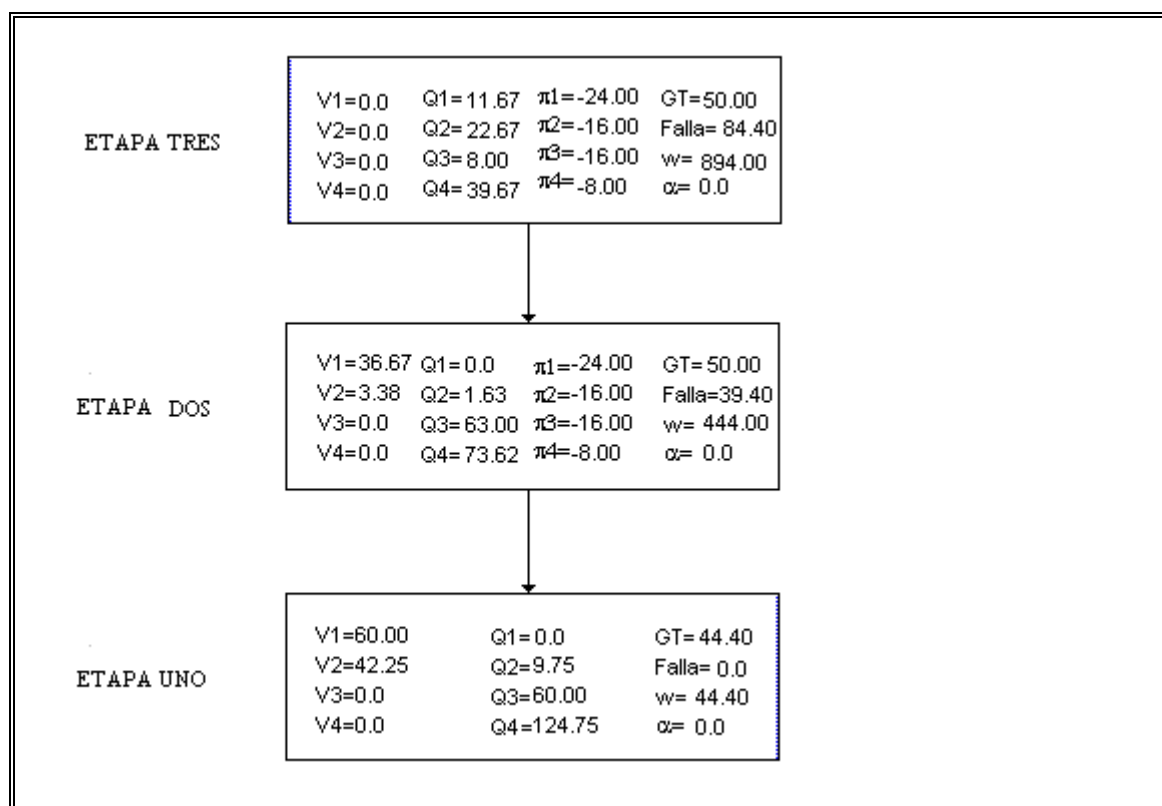 ETAPA TRES
V1=0.0 Q1=11.67 π1=-24.00 GT=50.00
V2=0.0 Q2=22.67 π2=-16.00 Falla= 84.40
V3=0.0 Q3=8.00 π3=-16.00 w= 894.00
V4=0.0 Q4=39.67 π4=-8.00 α= 0.0
ETAPA DOS
V1=36.67 Q1=0.0 π1=-24.00 GT=50.00
V2=3.38 Q2=1.63 π2=-16.00 Falla=39.40
V3=0.0 Q3=63.00 π3=-16.00 w= 444.00
V4=0.0 Q4=73.62 π4=-8.00 α= 0.0
ETAPA UNO
V1=60.00 Q1=0.0 GT=44.40
V2=42.25 Q2=9.75 Falla= 0.0
V3=0.0 Q3=60.00 w= 44.40
V4=0.0 Q4=124.75 α= 0.0